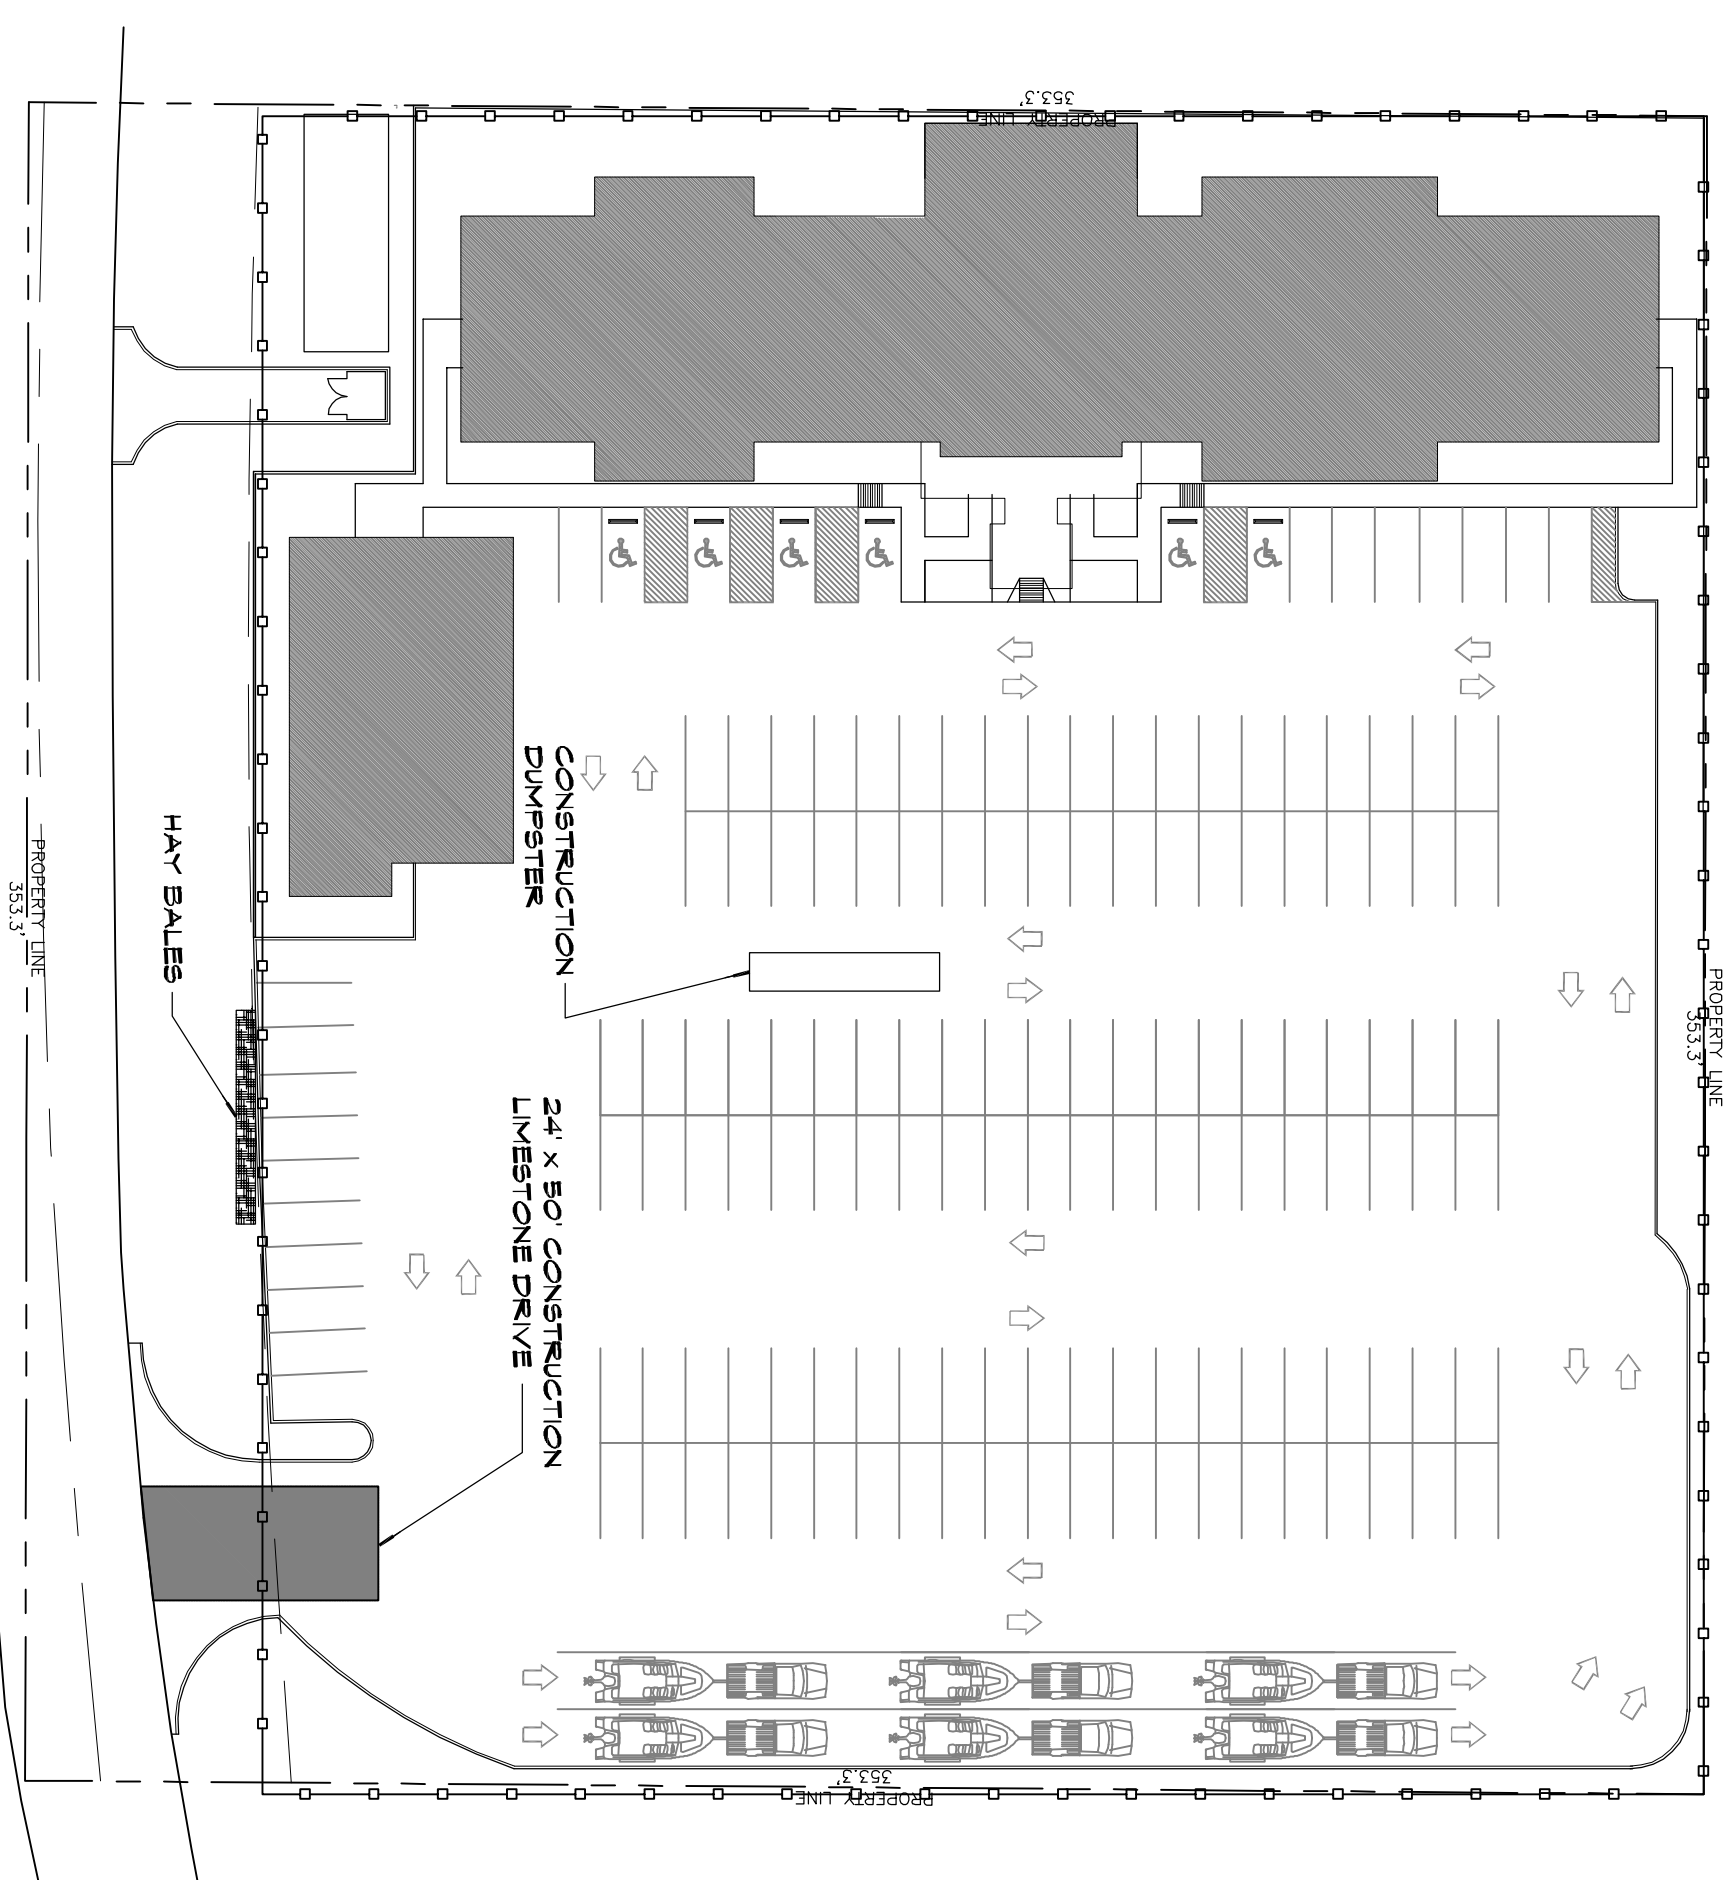 353.3'
PROPERTY LINE
CONSTRUCTION
DUMPSTER
HAY BALES
PROPERTY LINE
353.3'
PROPERTY LINE
353.3'
24' x 50' CONSTRUCTION
LIMESTONE DRIVE
353.3'
PROPERTY LINE